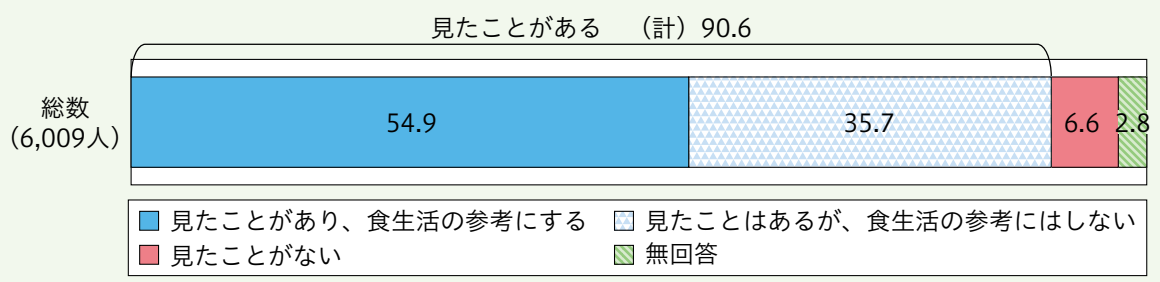 見たことがある （計）90.6
総数
(6,009人)
54.9 35.7 6.6 2.8
見たことがあり、食生活の参考にする 見たことはあるが、食生活の参考にはしない
見たことがない 無回答